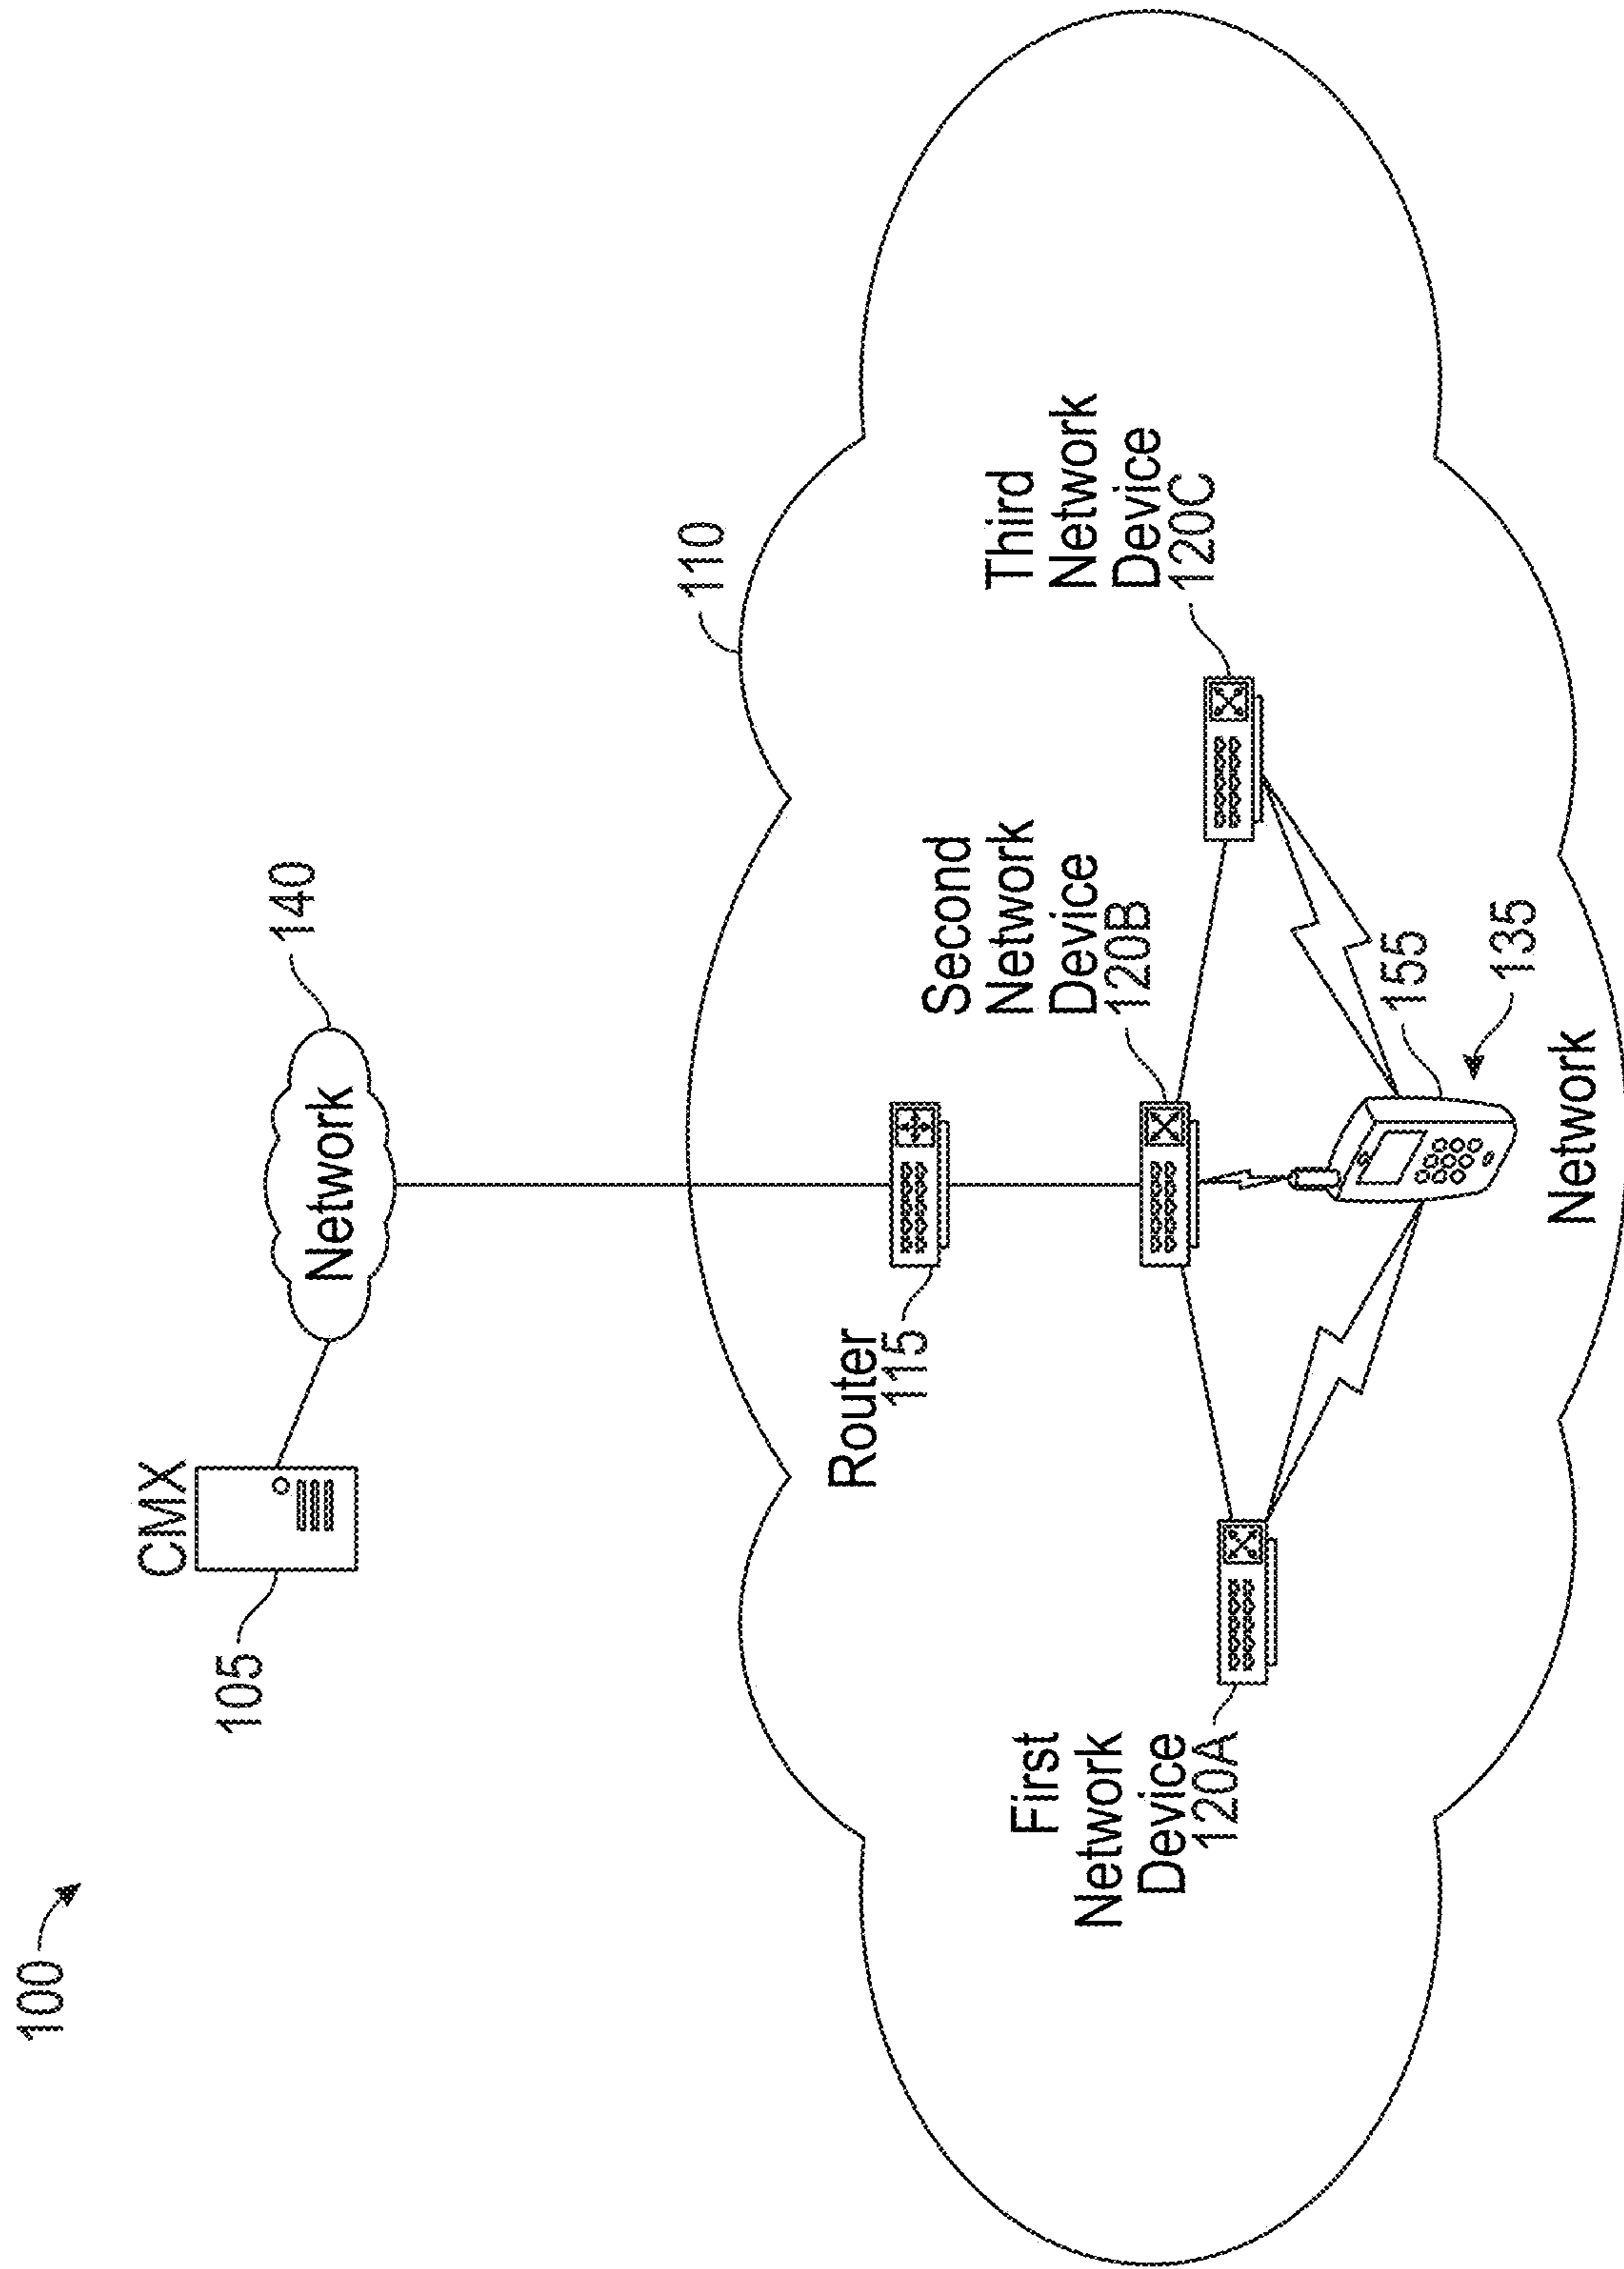 100
CMX
105
Network
140
110
Router
115
Second
Network
Device
120B
Third
Network
Device
120C
First
Network
Device
120A
155
135
Network